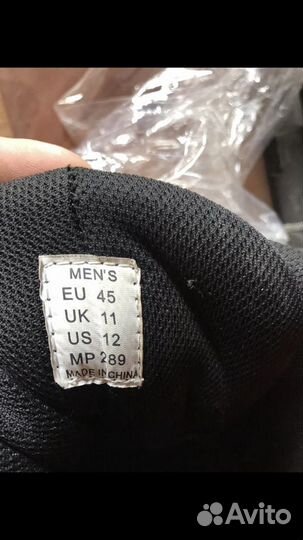 MEN'S
EU 45
UK 11
US 12
MP 289
MADE IN CHINA
Avito